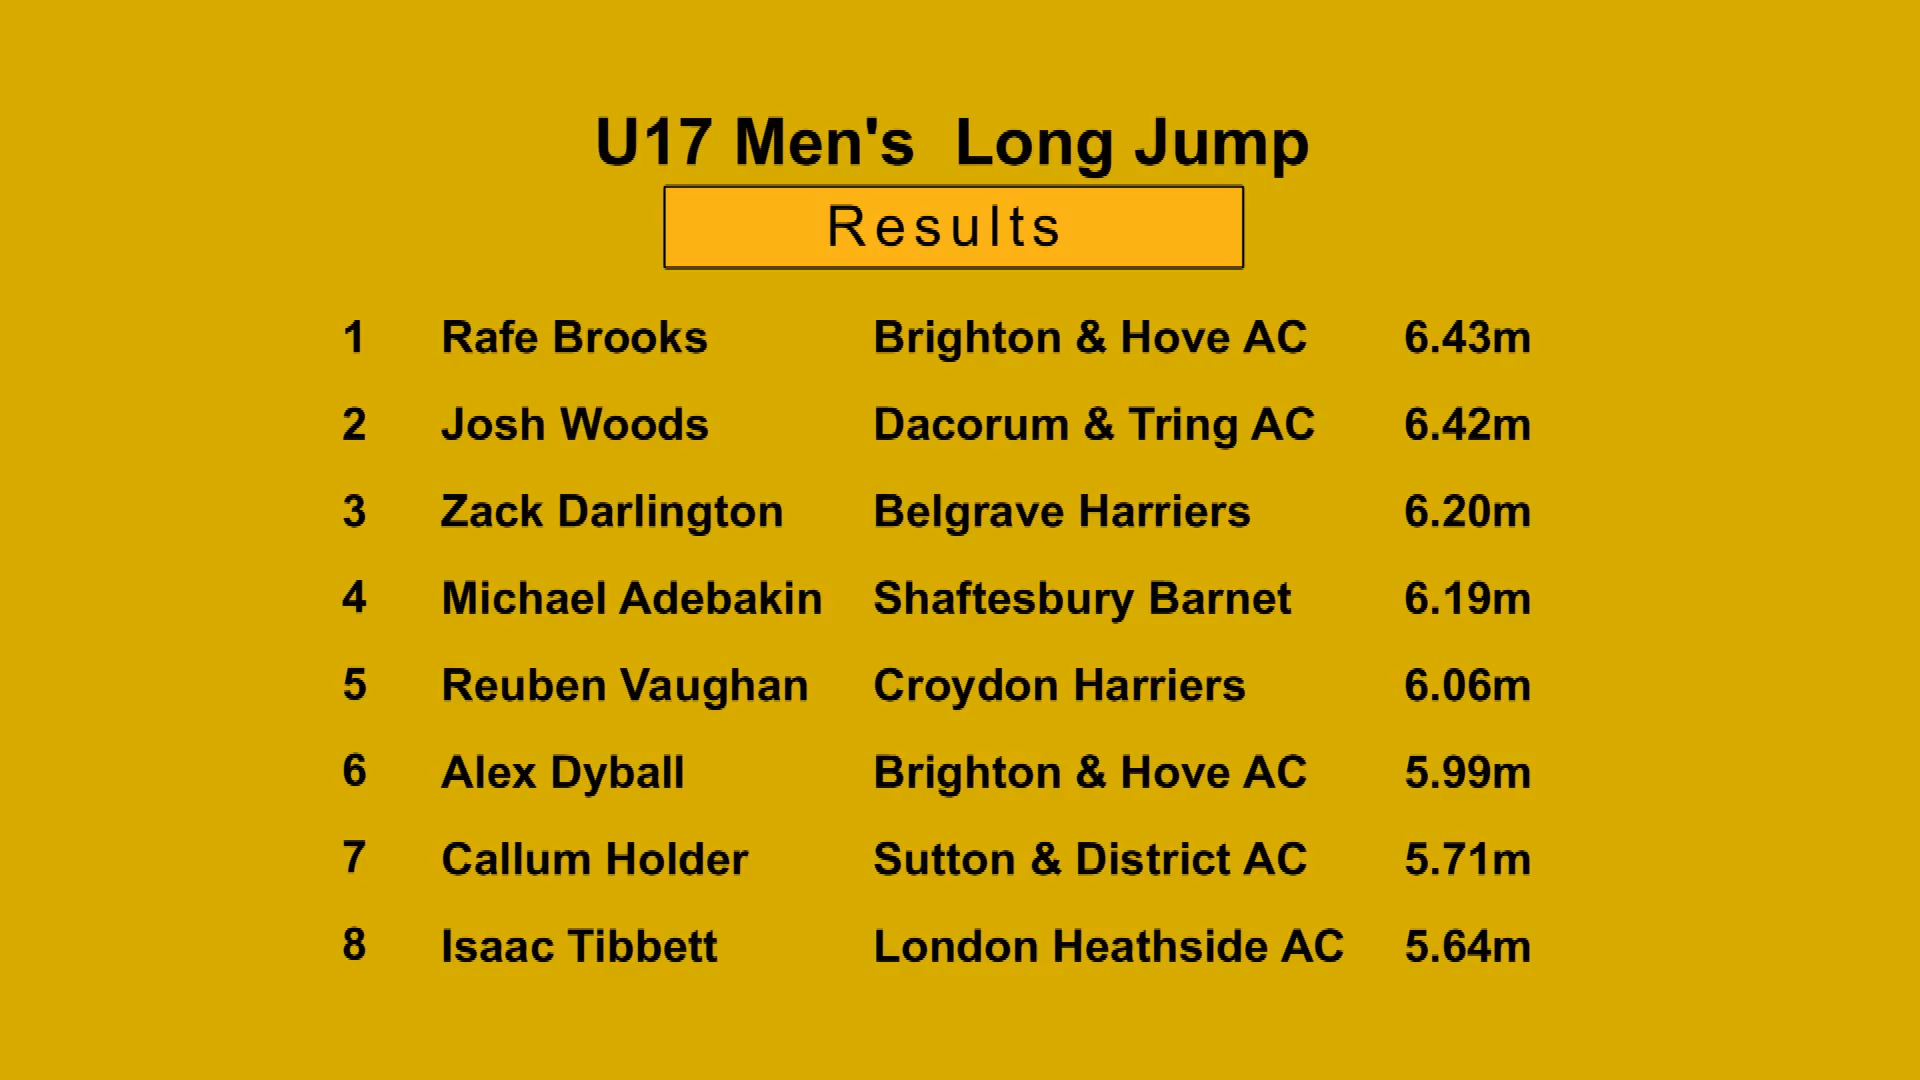 U17 Men's  Long Jump
Results
1 Rafe Brooks Brighton & Hove AC 6.43m
2 Josh Woods Dacorum & Tring AC 6.42m
3 Zack Darlington Belgrave Harriers 6.20m
4 Michael Adebakin Shaftesbury Barnet 6.19m
5 Reuben Vaughan Croydon Harriers 6.06m
6 Alex Dyball Brighton & Hove AC 5.99m
7 Callum Holder Sutton & District AC 5.71m
8 Isaac Tibbett London Heathside AC 5.64m